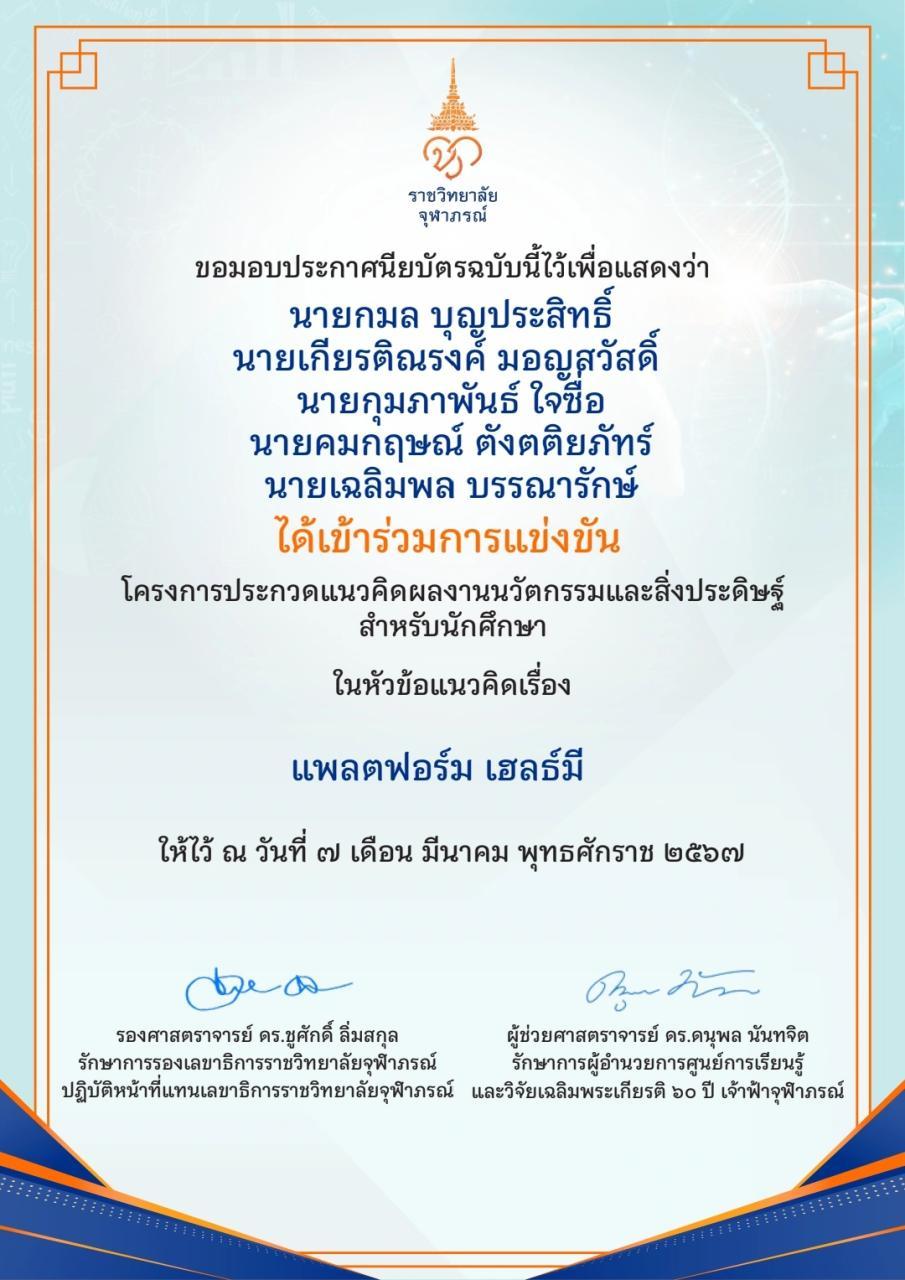 ราชวิทยาลัย
จุฬาภรณ์
ขอมอบประกาศนียบัตรฉบับนี้ไว้เพื่อแสดงว่า
นายกมล บุญประสิทธิ์
นายเกียรติณรงค์ มอญสวัสดิ์
นายกุมภาพันธ์ ใจซื่อ
นายคมกฤษณ์ ตังตติยภัทร์
นายเฉลิมพล บรรณารักษ์
ได้เข้าร่วมการแข่งขัน
โครงการประกวดแนวคิดผลงานนวัตกรรมและสิ่งประดิษฐ์
สำหรับนักศึกษา
ในหัวข้อแนวคิดเรื่อง
แพลตฟอร์ม เฮลธ์มี
ให้ไว้ ณ วันที่ ๗ เดือน มีนาคม พุทธศักราช ๒๕๖๗
รองศาสตราจารย์ ดร.ชูศักดิ์ ลิ่มสกุล
รักษาการรองเลขาธิการราชวิทยาลัยจุฬาภรณ์
ปฏิบัติหน้าที่แทนเลขาธิการราชวิทยาลัยจุฬาภรณ์
ผู้ช่วยศาสตราจารย์ ดร.ดนุพล นันทจิต
รักษาการผู้อำนวยการศูนย์การเรียนรู้
และวิจัยเฉลิมพระเกียรติ ๖๐ ปี เจ้าฟ้าจุฬาภรณ์